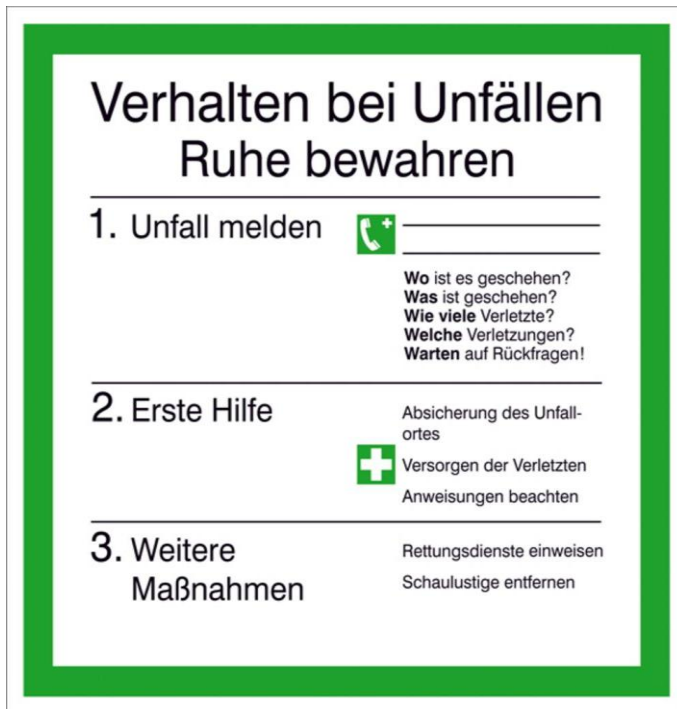 Verhalten bei Unfällen
Ruhe bewahren
1. Unfall melden
Wo ist es geschehen?
Was ist geschehen?
Wie viele Verletzte?
Welche Verletzungen?
Warten auf Rückfragen!
2. Erste Hilfe
Absicherung des Unfall-
ortes
Versorgen der Verletzten
Anweisungen beachten
3. Weitere
Maßnahmen
Rettungsdienste einweisen
Schaulustige entfernen